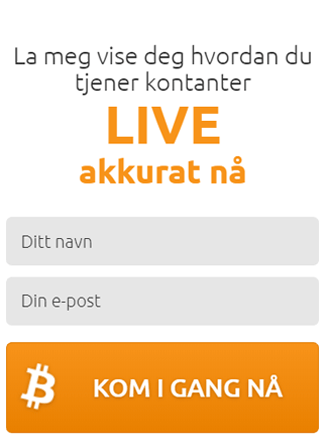 La meg vise deg hvordan du
tjener kontanter
LIVE
akkurat nå
Ditt navn
Din e-post
KOM I GANG NÅ